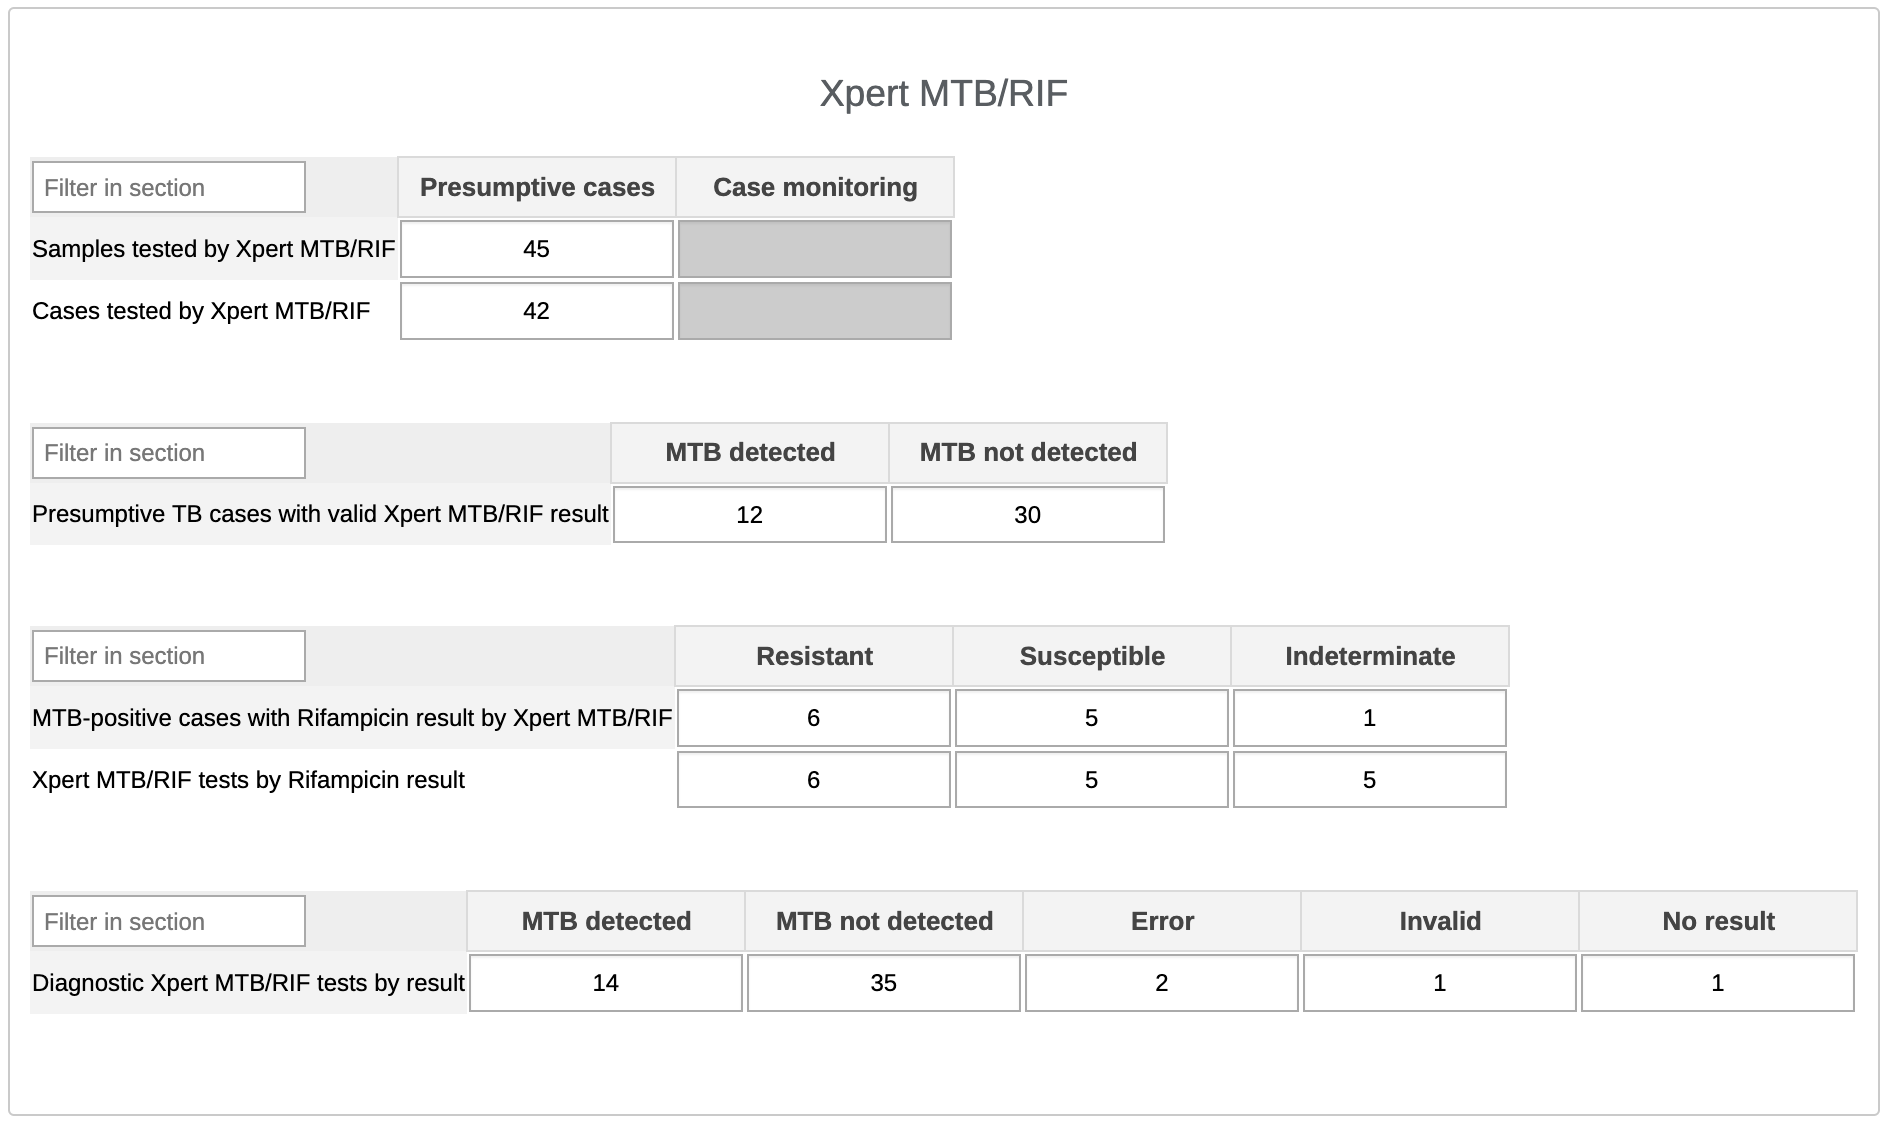 Xpert MTB/RIF
Filter in section Presumptive cases Case monitoring
Samples tested by Xpert MTB/RIF 45
Cases tested by Xpert MTB/RIF 42
Filter in section MTB detected MTB not detected
Presumptive TB cases with valid Xpert MTB/RIF result 12 30
Filter in section Resistant Susceptible Indeterminate
MTB-positive cases with Rifampicin result by Xpert MTB/RIF 6 5 1
Xpert MTB/RIF tests by Rifampicin result 6 5 5
Filter in section MTB detected MTB not detected Error Invalid No result
Diagnostic Xpert MTB/RIF tests by result 14 35 2 1 1